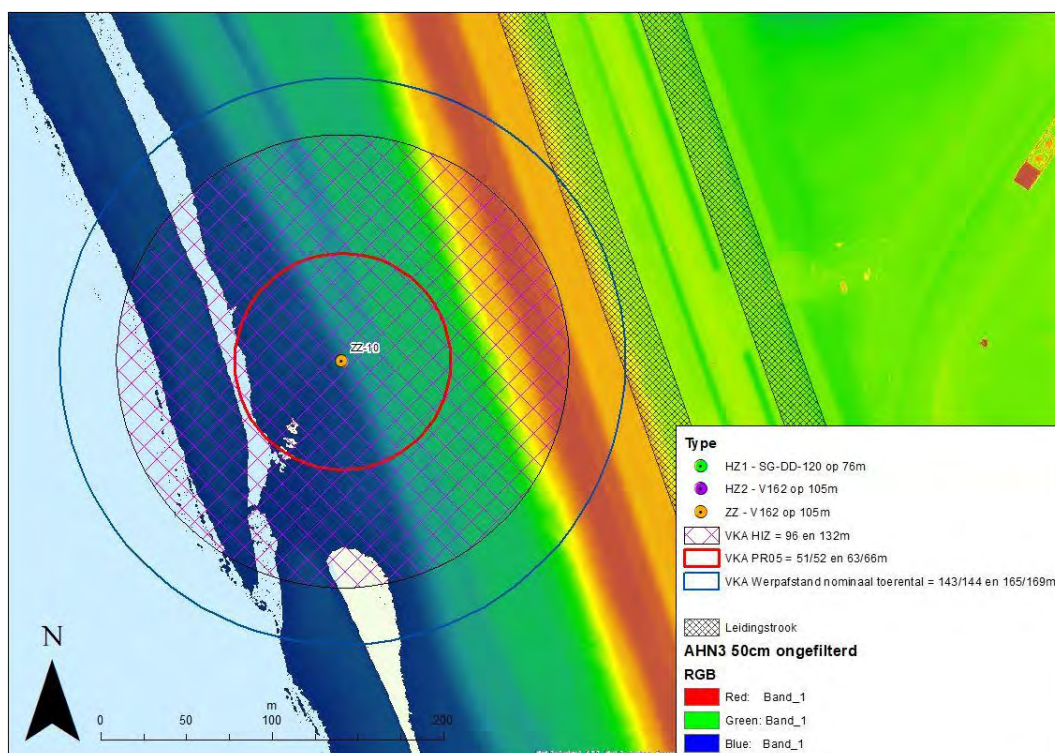 ZZ-10
Type
HZ1 - SG-DD-120 op 76m
HZ2 - V162 op 105m
ZZ - V162 op 105m
VKA HIZ = 96 en 132m
VKA PR05 = 51/52 en 63/66m
VKA Werpafstand nominaal toerental = 143/144 en 165/169m
Leidingstrook
AHN3 50cm ongefilterd
RGB
Red: Band_1
Green: Band_1
Blue: Band_1
N
m
0 50 100 200